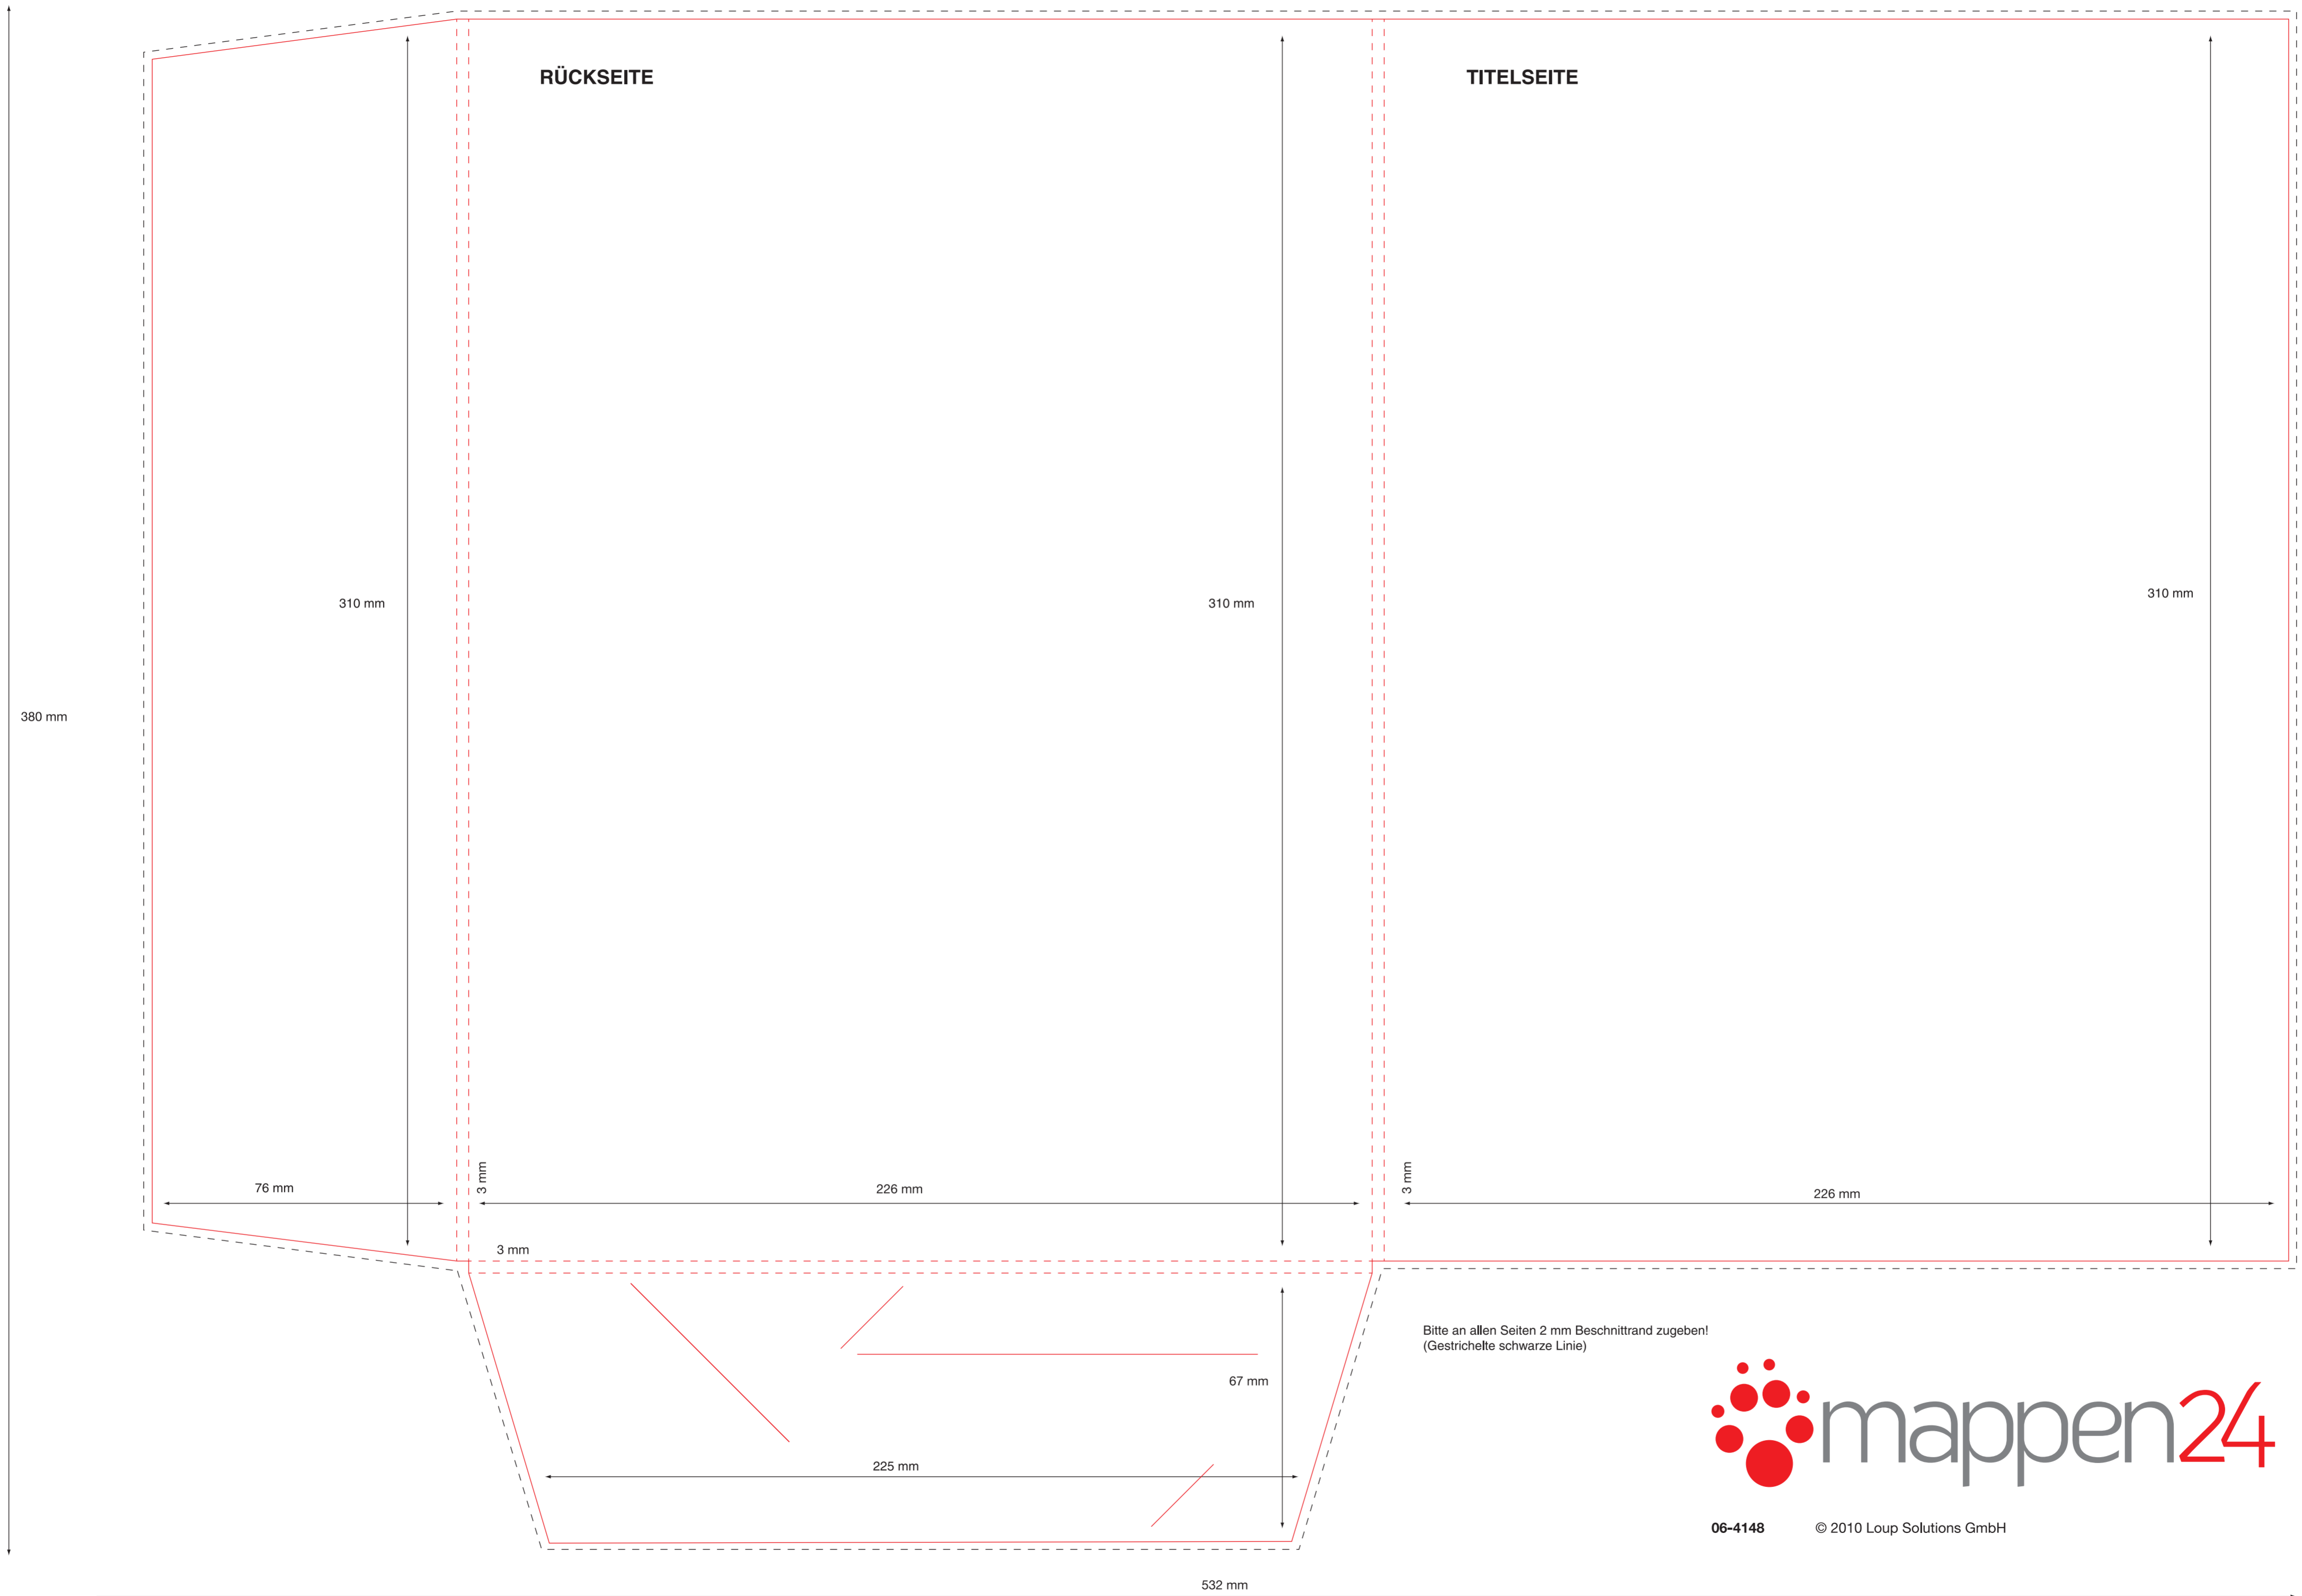 RÜCKSEITE
TITELSEITE
310 mm
310 mm
310 mm
380 mm
76 mm
3 mm
226 mm
3 mm
226 mm
3 mm
67 mm
225 mm
Bitte an allen Seiten 2 mm Beschnittrand zugeben!
(Gestrichelte schwarze Linie)
mappen24
06-4148 © 2010 Loup Solutions GmbH
532 mm